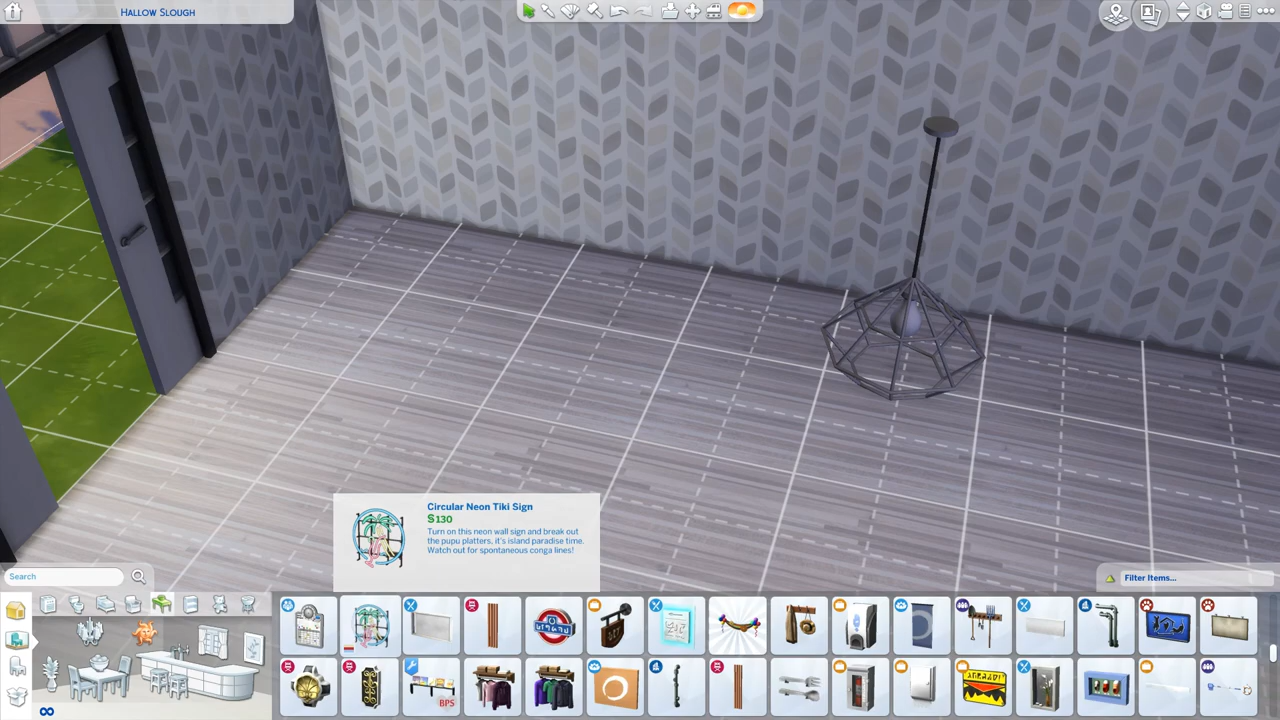 HALLOW SLOUGH
Circular Neon Tiki Sign
§130
Turn on this neon wall sign and break out
the pupu platters, it's island paradise time.
Watch out for spontaneous conga lines!
Search
Filter Items...
BPS